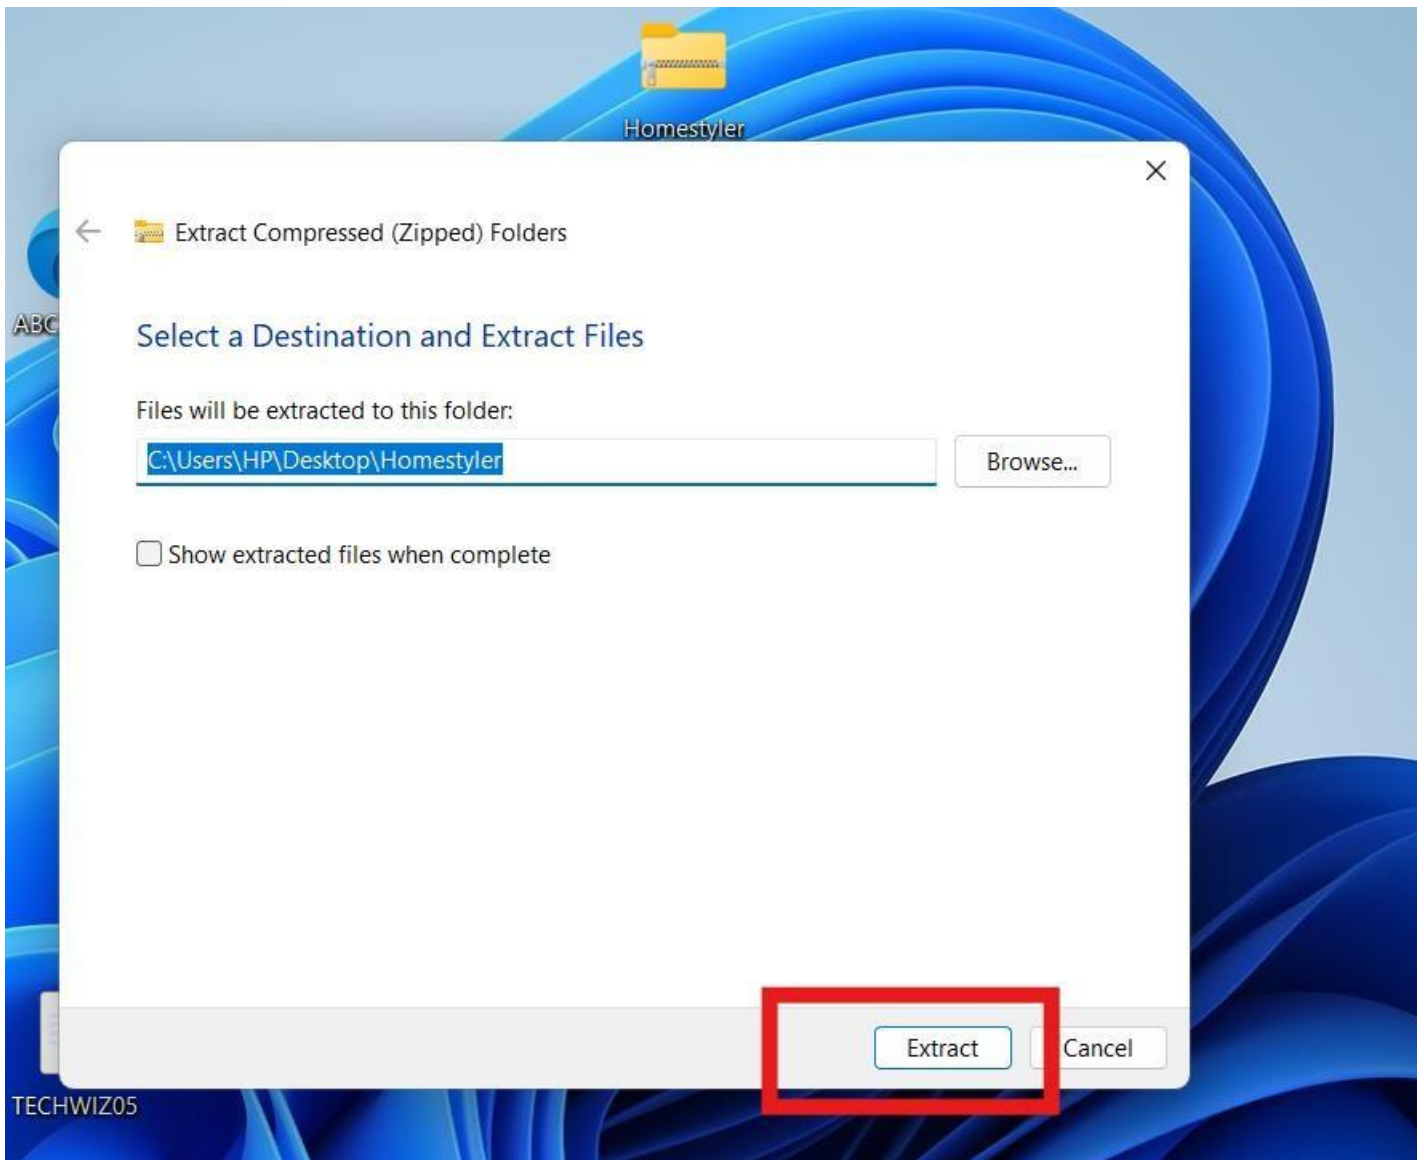 Homestyler
Extract Compressed (Zipped) Folders
ABC
Select a Destination and Extract Files
Files will be extracted to this folder:
C:\Users\HP\Desktop\Homestyler
Browse...
Show extracted files when complete
Extract
Cancel
TECHWIZ05